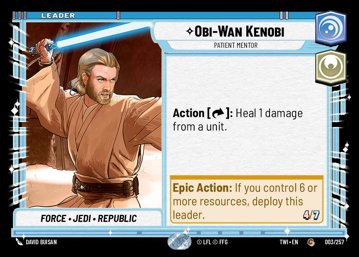 LEADER
Obi-Wan Kenobi
PATIENT MENTOR
Action [ ]: Heal 1 damage
from a unit.
Epic Action: If you control 6 or
more resources, deploy this
leader.
4/7
FORCE • JEDI • REPUBLIC
DAVID BUISAN
© LFL © FFG
TWI • EN
003/257